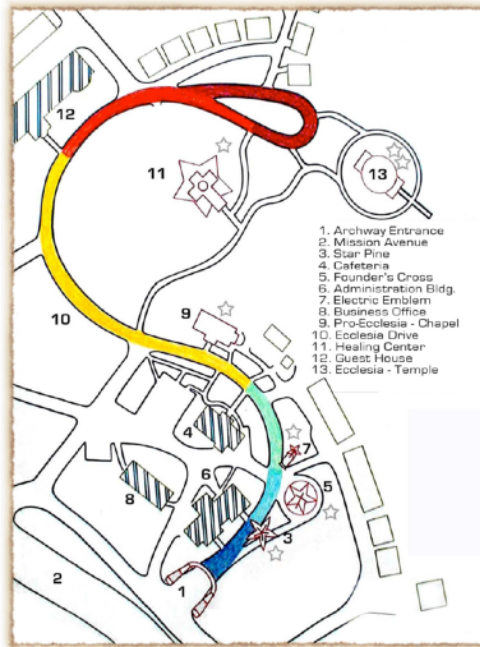 12
11
13
1. Archway Entrance
2. Mission Avenue
3. Star Pine
4. Cafeteria
5. Founder's Cross
6. Administration Bldg.
7. Electric Emblem
8. Business Office
9. Pro-Ecclesia - Chapel
10. Ecclesia Drive
11. Healing Center
12. Guest House
13. Ecclesia - Temple
9
10
4
7
6
5
8
3
2
1